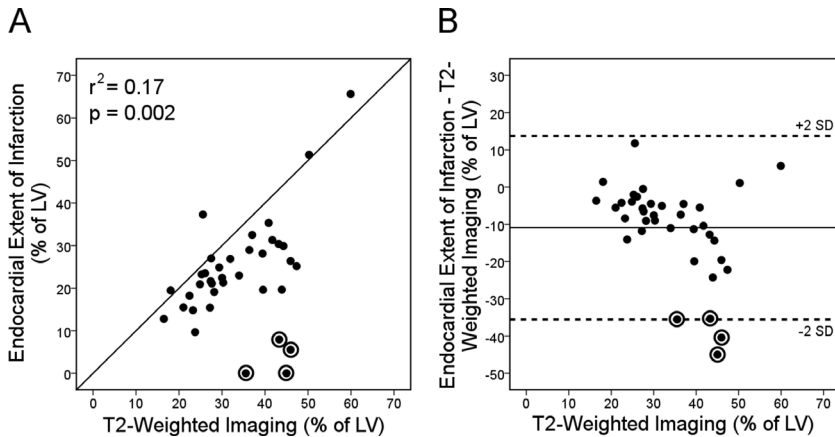 A
r2 = 0.17
p = 0.002
Endocardial Extent of Infarction
(% of LV)
70
60
50
40
30
20
10
0
0 10 20 30 40 50 60 70
T2-Weighted Imaging (% of LV)
B
Endocardial Extent of Infarction - T2-
Weighted Imaging (% of LV)
30
20
10
0
-10
-20
-30
-40
-50
+2 SD
-2 SD
0 10 20 30 40 50 60 70
T2-Weighted Imaging (% of LV)